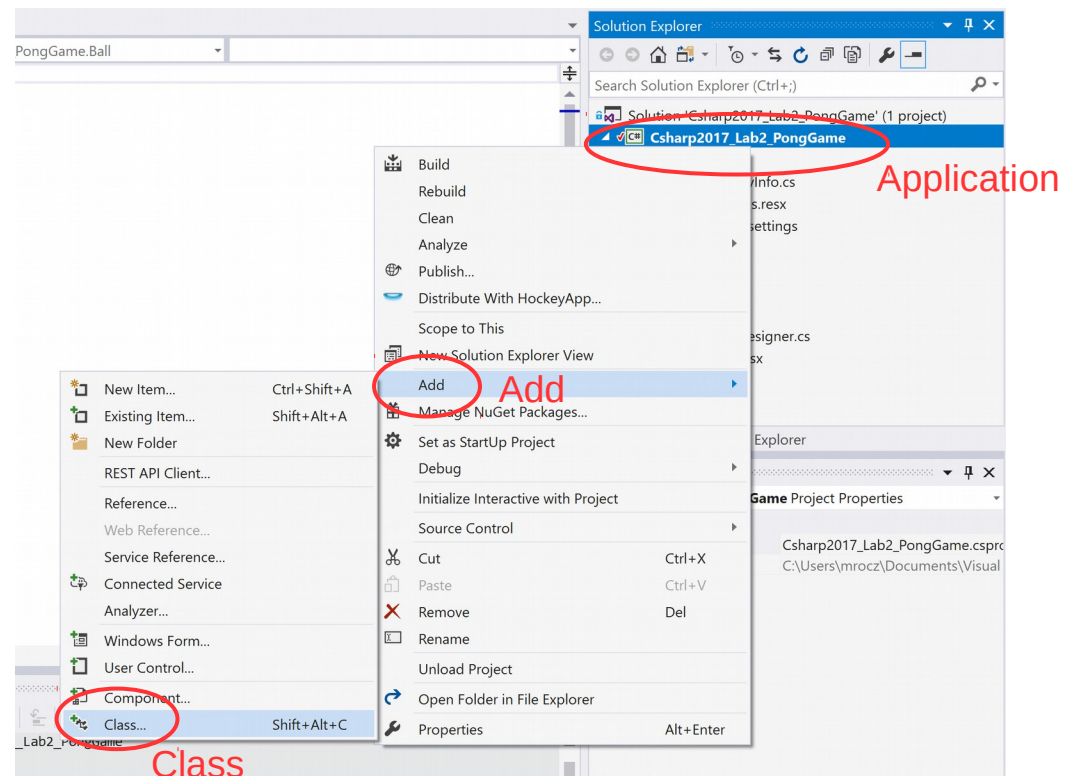 Solution Explorer
PongGame.Ball
Search Solution Explorer (Ctrl+;)
Solution 'Csharp2017_Lab2_PongGame' (1 project)
C# Csharp2017_Lab2_PongGame
Application
yInfo.cs
s.resx
settings
esigner.cs
sx
Build
Rebuild
Clean
Analyze
Publish...
Distribute With HockeyApp...
Scope to This
New Solution Explorer View
Add
Add
Manage NuGet Packages...
Set as StartUp Project
Debug
Initialize Interactive with Project
Source Control
Cut Ctrl+X
Paste Ctrl+V
Remove Del
Rename
Unload Project
Open Folder in File Explorer
Properties Alt+Enter
New Item... Ctrl+Shift+A
Existing Item... Shift+Alt+A
New Folder
REST API Client...
Reference...
Web Reference...
Service Reference...
Connected Service
Analyzer...
Windows Form...
User Control...
Component...
Class... Shift+Alt+C
_Lab2_PongGame
Class
Explorer
Game Project Properties
Csharp2017_Lab2_PongGame.cspro
C:\Users\mrocz\Documents\Visual